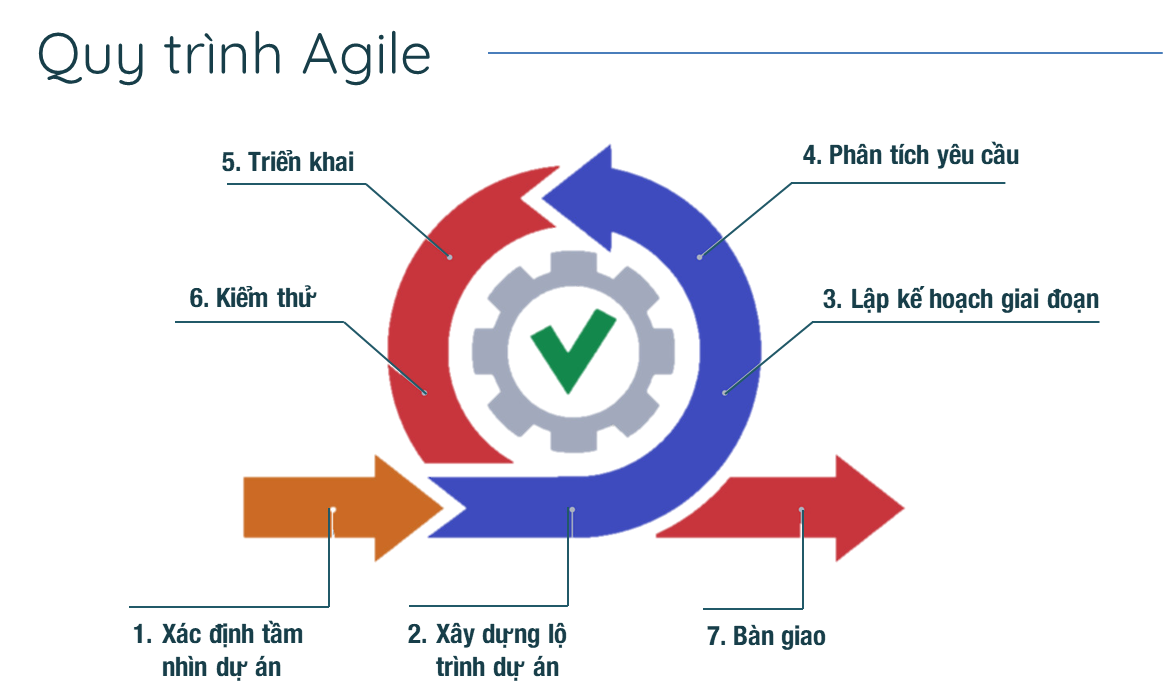 Quy trình Agile
5. Triển khai
4. Phân tích yêu cầu
6. Kiểm thử
3. Lập kế hoạch giai đoạn
1. Xác định tầm
nhìn dự án
2. Xây dựng lộ
trình dự án
7. Bàn giao